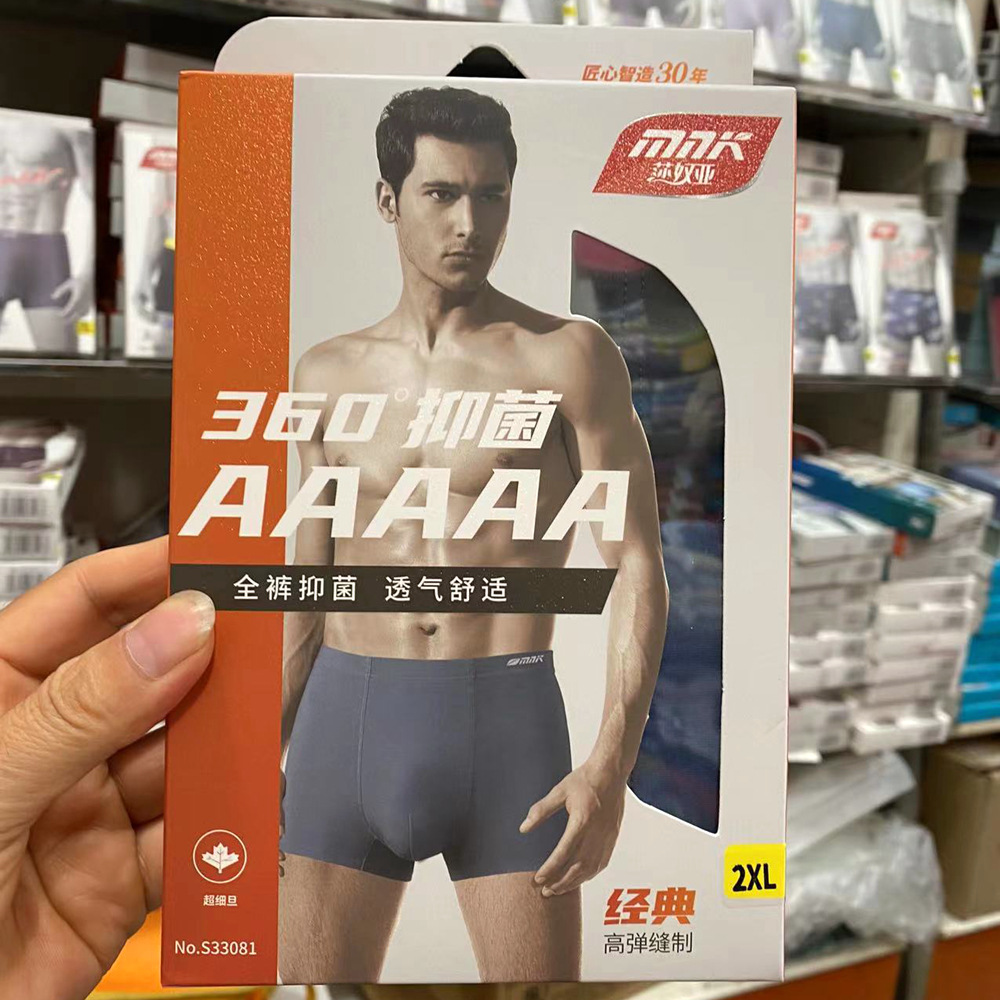 匠心智造30年
mnk
莎奴亚
360°抑菌
AAAAA
全裤抑菌 透气舒适
mnk
超细旦
No.S33081
2XL
经典
高弹缝制